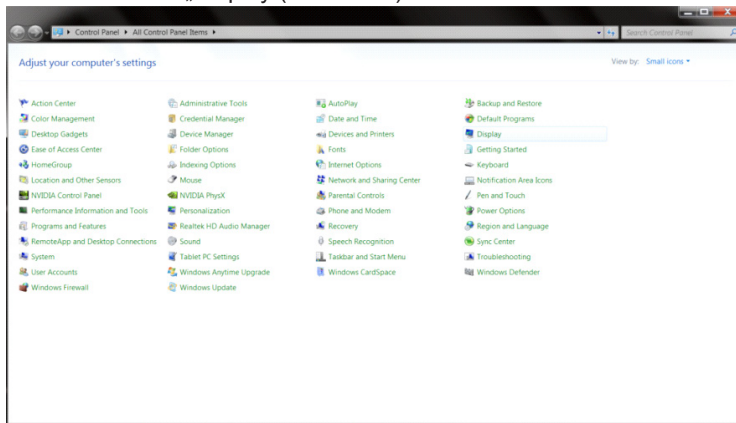 Control Panel ▸ All Control Panel Items ▸
Search Control Panel
Adjust your computer's settings
View by: Small icons
Action Center
Administrative Tools
AutoPlay
Backup and Restore
Color Management
Credential Manager
Date and Time
Default Programs
Desktop Gadgets
Device Manager
Devices and Printers
Display
Ease of Access Center
Folder Options
Fonts
Getting Started
HomeGroup
Indexing Options
Internet Options
Keyboard
Location and Other Sensors
Mouse
Network and Sharing Center
Notification Area Icons
NVIDIA Control Panel
NVIDIA PhysX
Parental Controls
Pen and Touch
Performance Information and Tools
Personalization
Phone and Modem
Power Options
Programs and Features
Realtek HD Audio Manager
Recovery
Region and Language
RemoteApp and Desktop Connections
Sound
Speech Recognition
Sync Center
System
Tablet PC Settings
Taskbar and Start Menu
Troubleshooting
User Accounts
Windows Anytime Upgrade
Windows CardSpace
Windows Defender
Windows Firewall
Windows Update